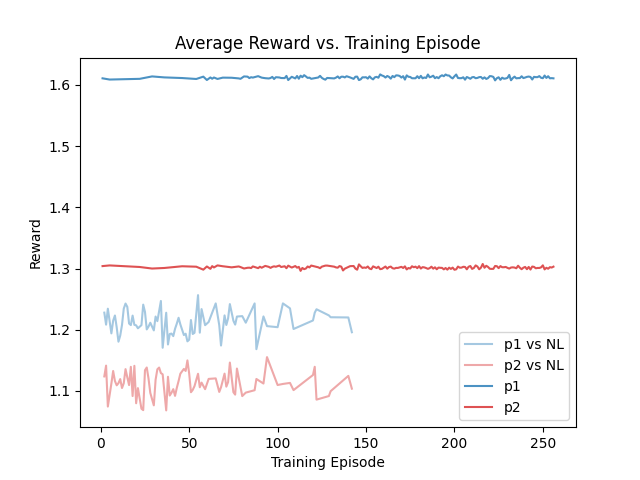 Average Reward vs. Training Episode
Reward
1.6
1.5
1.4
1.3
1.2
1.1
0
50
100
150
200
250
Training Episode
p1 vs NL
p2 vs NL
p1
p2